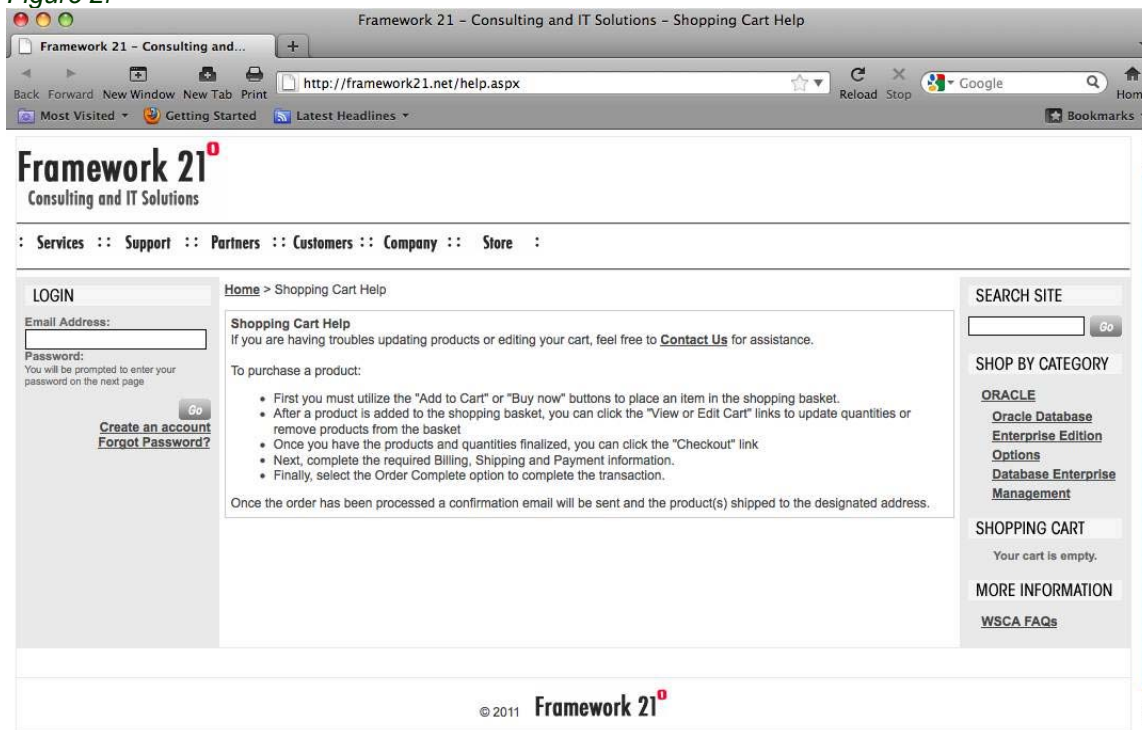 Figure 2.
Framework 21 – Consulting and IT Solutions – Shopping Cart Help
Framework 21 – Consulting and...
+
Back Forward New Window New Tab Print
http://framework21.net/help.aspx
Reload Stop
Google
Hom
Most Visited Getting Started Latest Headlines
Bookmarks
Framework 21
Consulting and IT Solutions
: Services :: Support :: Partners :: Customers :: Company :: Store :
LOGIN
Email Address:
Password:
You will be prompted to enter your
password on the next page
Go
Create an account
Forgot Password?
Home > Shopping Cart Help
Shopping Cart Help
If you are having troubles updating products or editing your cart, feel free to Contact Us for assistance.
To purchase a product:
• First you must utilize the "Add to Cart" or "Buy now" buttons to place an item in the shopping basket.
• After a product is added to the shopping basket, you can click the "View or Edit Cart" links to update quantities or
remove products from the basket
• Once you have the products and quantities finalized, you can click the "Checkout" link
• Next, complete the required Billing, Shipping and Payment information.
• Finally, select the Order Complete option to complete the transaction.
Once the order has been processed a confirmation email will be sent and the product(s) shipped to the designated address.
SEARCH SITE
Go
SHOP BY CATEGORY
ORACLE
Oracle Database
Enterprise Edition
Options
Database Enterprise
Management
SHOPPING CART
Your cart is empty.
MORE INFORMATION
WSCA FAQs
© 2011 Framework 21